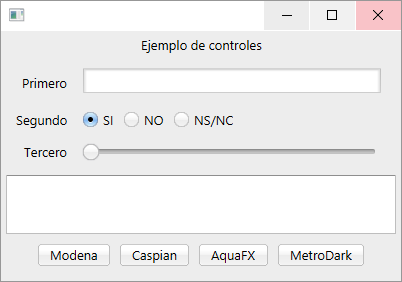 Ejemplo de controles
Primero
Segundo SI NO NS/NC
Tercero
Modena Caspian AquaFX MetroDark